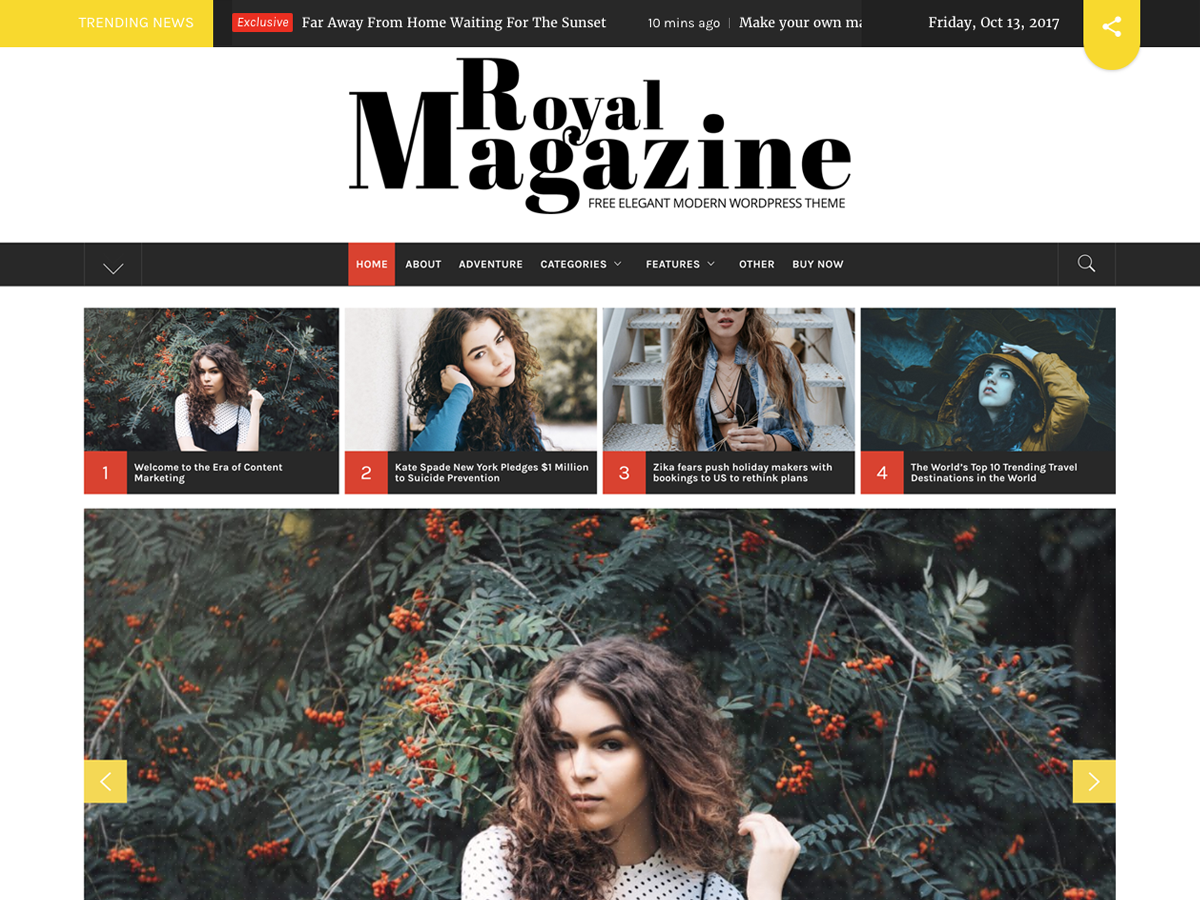 TRENDING NEWS
Exclusive Far Away From Home Waiting For The Sunset 10 mins ago Make your own
Friday, Oct 13, 2017
Royal
Magazine
FREE ELEGANT MODERN WORDPRESS THEME
HOME ABOUT ADVENTURE CATEGORIES FEATURES OTHER BUY NOW
1
Welcome to the Era of Content
Marketing
2
Kate Spade New York Pledges $1 Million
to Suicide Prevention
3
Zika fears push holiday makers with
bookings to US to rethink plans
4
The World's Top 10 Trending Travel
Destinations in the World